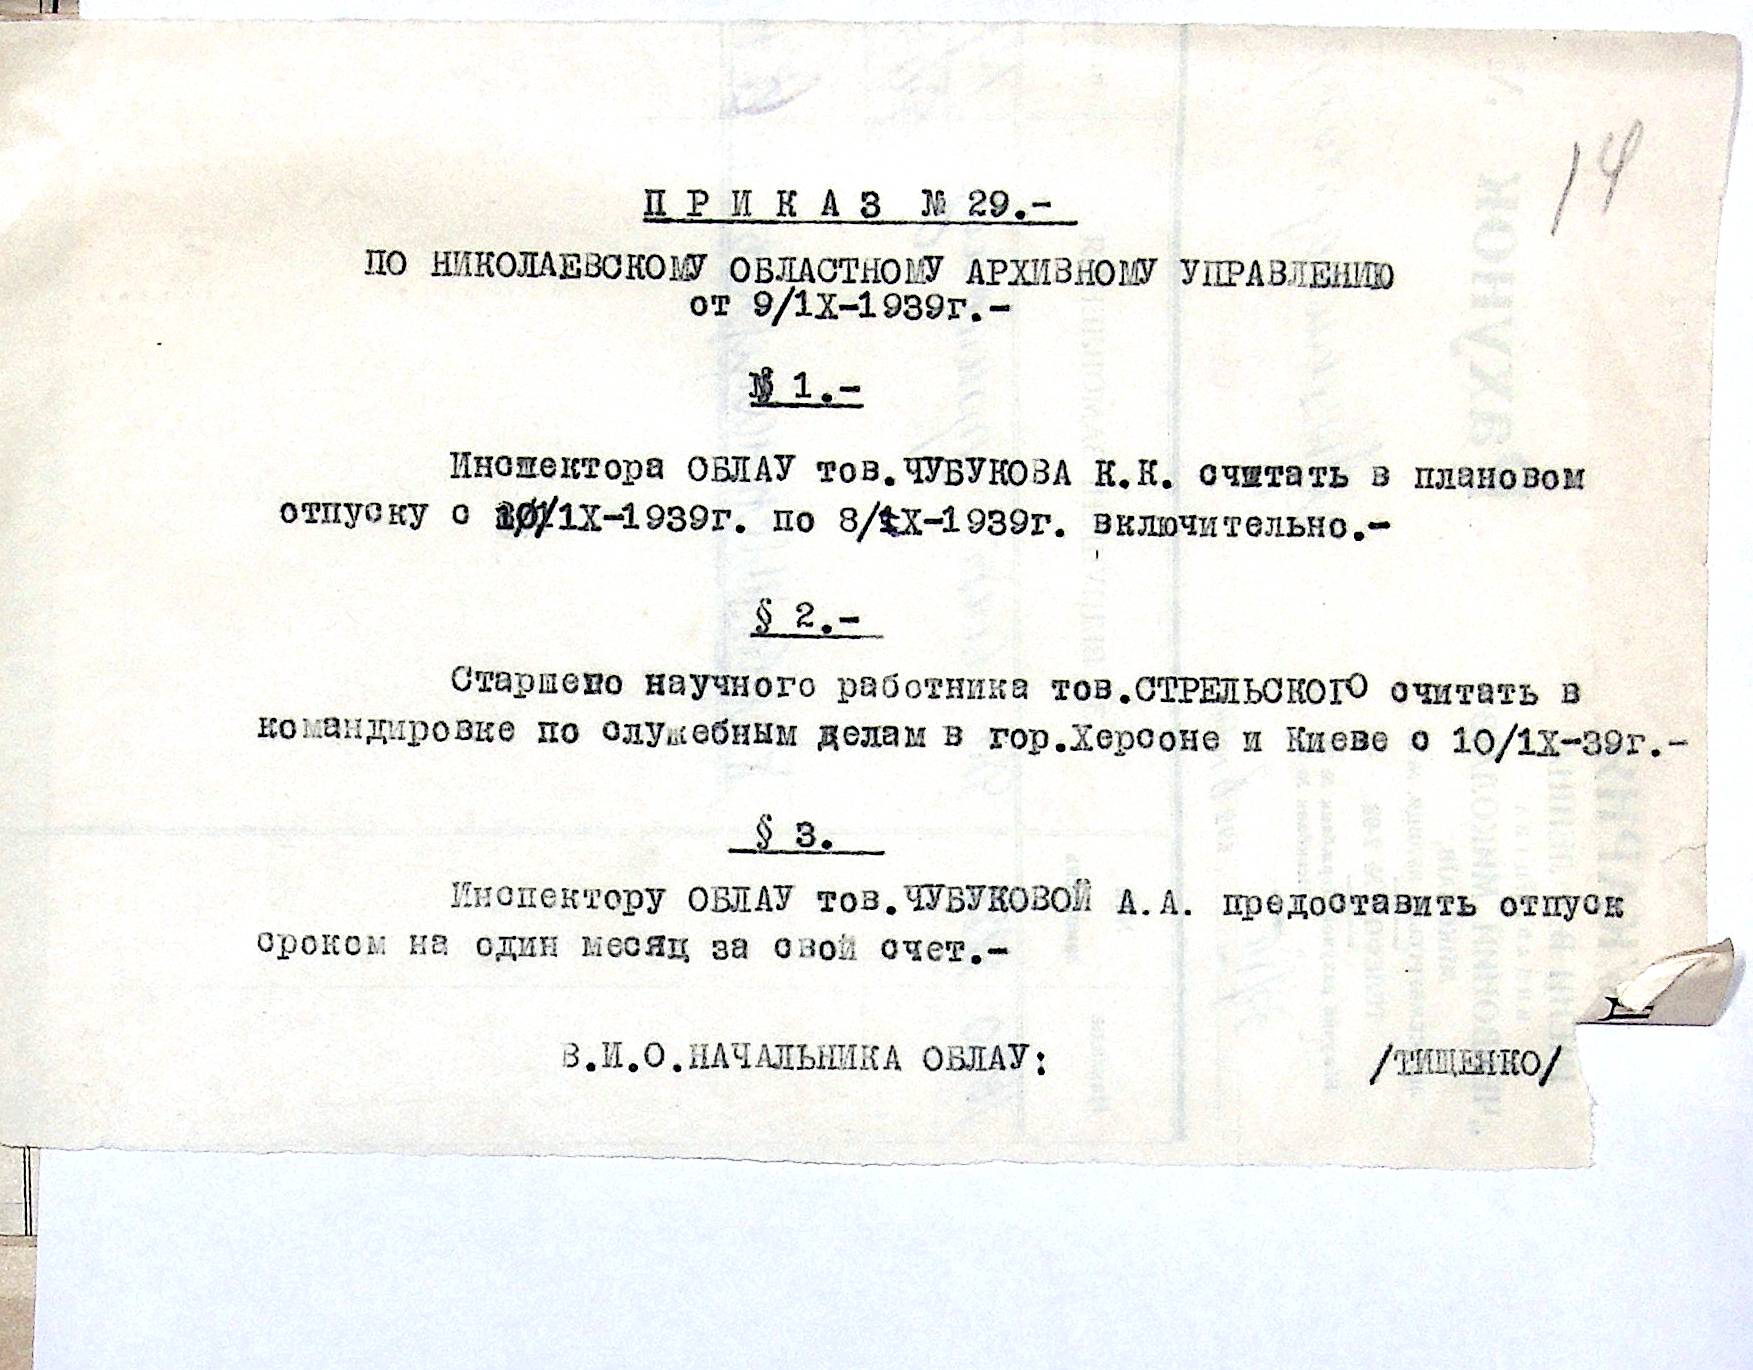 14
ПРИКАЗ № 29.-
ПО НИКОЛАЕВСКОМУ ОБЛАСТНОМУ АРХИВНОМУ УПРАВЛЕНИЮ
от 9/1Х-1939г.-
§ 1.-
Инспектора ОБЛАУ тов.ЧУБУКОВА К.К. считать в плановом
отпуску с 1Х-1939г. по 8/1Х-1939г. включительно.-
§ 2.-
Старшего научного работника тов.СТРЕЛЬСКОГО считать в
командировке по служебным делам в гор.Херсоне и Киеве с 10/1Х-39г.-
§ 3.
Инспектору ОБЛАУ тов.ЧУБУКОВОЙ А.А. предоставить отпуск
сроком на один месяц за свой счет.-
В.И.О.НАЧАЛЬНИКА ОБЛАУ: /ТИЩЕНКО/